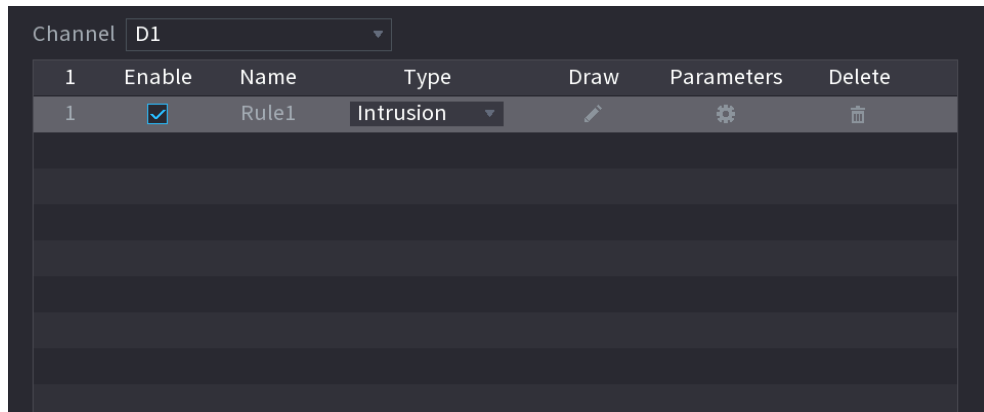 Channel D1
1 Enable Name Type Draw Parameters Delete
1 Rule1 Intrusion